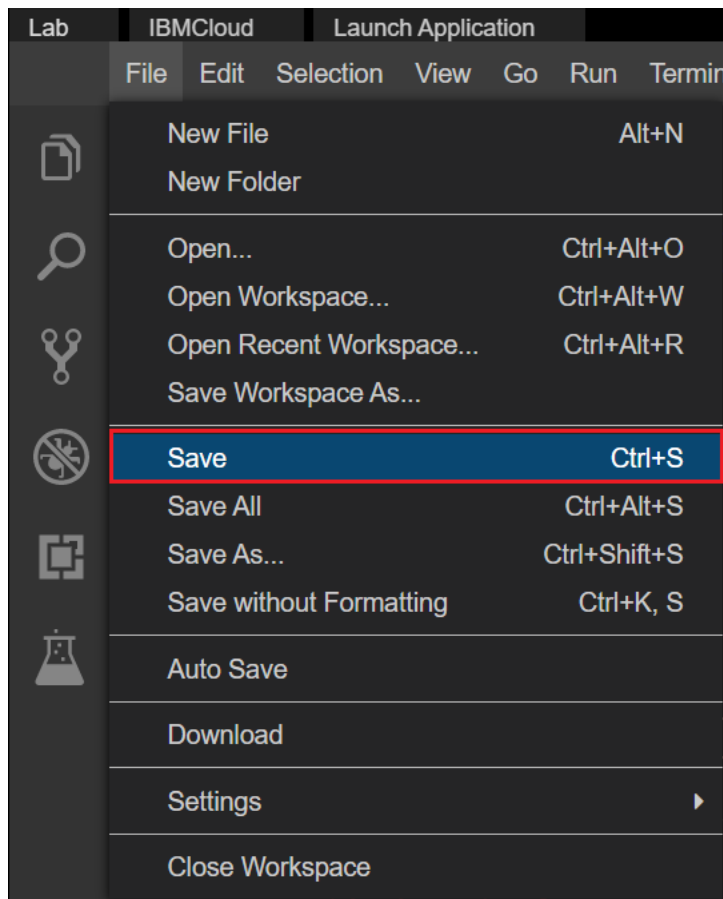 Lab IBMCloud Launch Application
File Edit Selection View Go Run
New File Alt+N
New Folder
Open... Ctrl+Alt+O
Open Workspace... Ctrl+Alt+W
Open Recent Workspace... Ctrl+Alt+R
Save Workspace As...
Save Ctrl+S
Save All Ctrl+Alt+S
Save As... Ctrl+Shift+S
Save without Formatting Ctrl+K, S
Auto Save
Download
Settings
Close Workspace